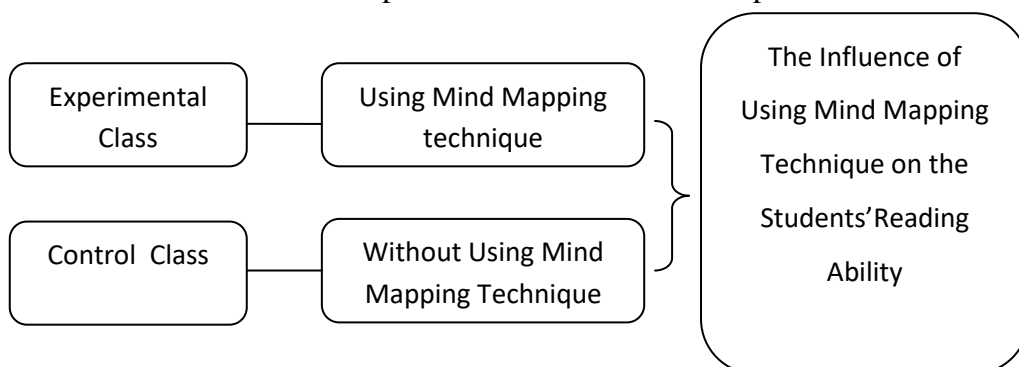 Experimental
Class
Using Mind Mapping
technique
Control Class
Without Using Mind
Mapping Technique
The Influence of
Using Mind Mapping
Technique on the
Students'Reading
Ability